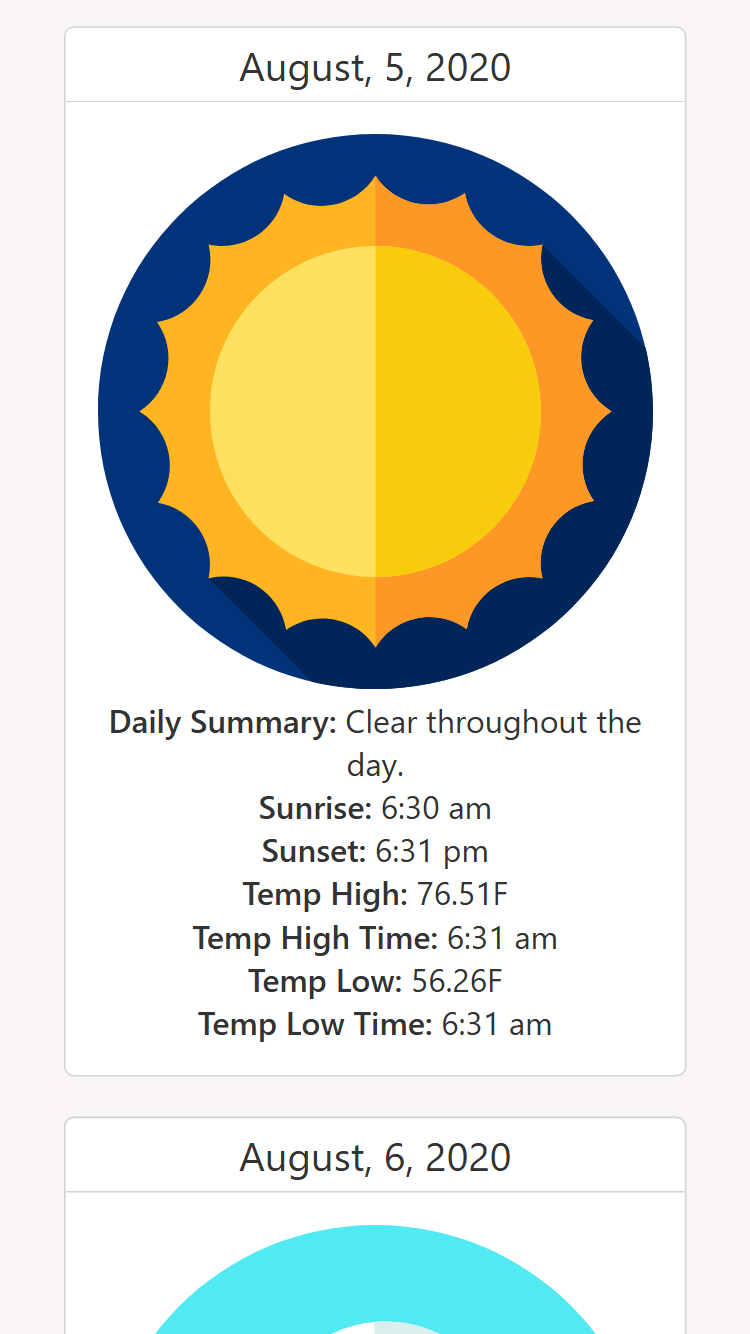 August, 5, 2020
Daily Summary: Clear throughout the
day.
Sunrise: 6:30 am
Sunset: 6:31 pm
Temp High: 76.51F
Temp High Time: 6:31 am
Temp Low: 56.26F
Temp Low Time: 6:31 am
August, 6, 2020